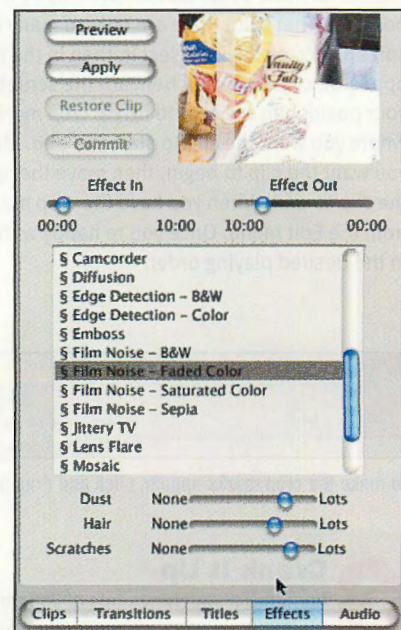 Preview
Apply
Restore Clip
Commit
Vanity Fair
Effect In Effect Out
00:00 10:00 10:00 00:00
§ Camcorder
§ Diffusion
§ Edge Detection – B&W
§ Edge Detection – Color
§ Emboss
§ Film Noise – B&W
§ Film Noise – Faded Color
§ Film Noise – Saturated Color
§ Film Noise – Sepia
§ Jittery TV
§ Lens Flare
§ Mosaic
Dust None Lots
Hair None Lots
Scratches None Lots
Clips Transitions Titles Effects Audio